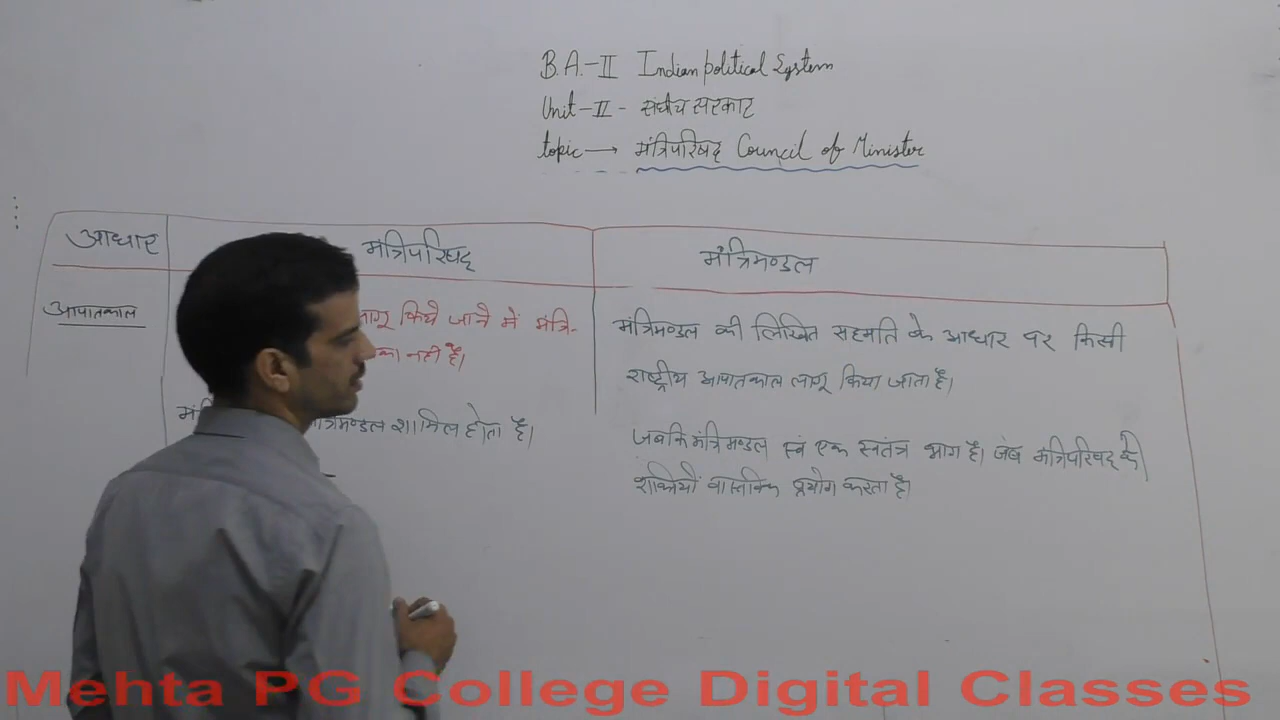 B.A.-II Indian political System
Unit-II - संघीय सरकार
topic → मंत्रिपरिषद् Council of Minister
आधार मंत्रिपरिषद् मंत्रिमण्डल
आपातकाल
लागू किये जाने में मंत्रि-
नहीं है।
मंत्रिमण्डल की लिखित सहमति के आधार पर किसी
राष्ट्रीय आपातकाल लागू किया जाता है।
शामिल होता है।
जबकि मंत्रिमण्डल स्वं एक स्वतंत्र भाग है। जब मंत्रिपरिषद् की
शक्तियों वास्तविक प्रयोग करता है।
Mehta PG College Digital Classes